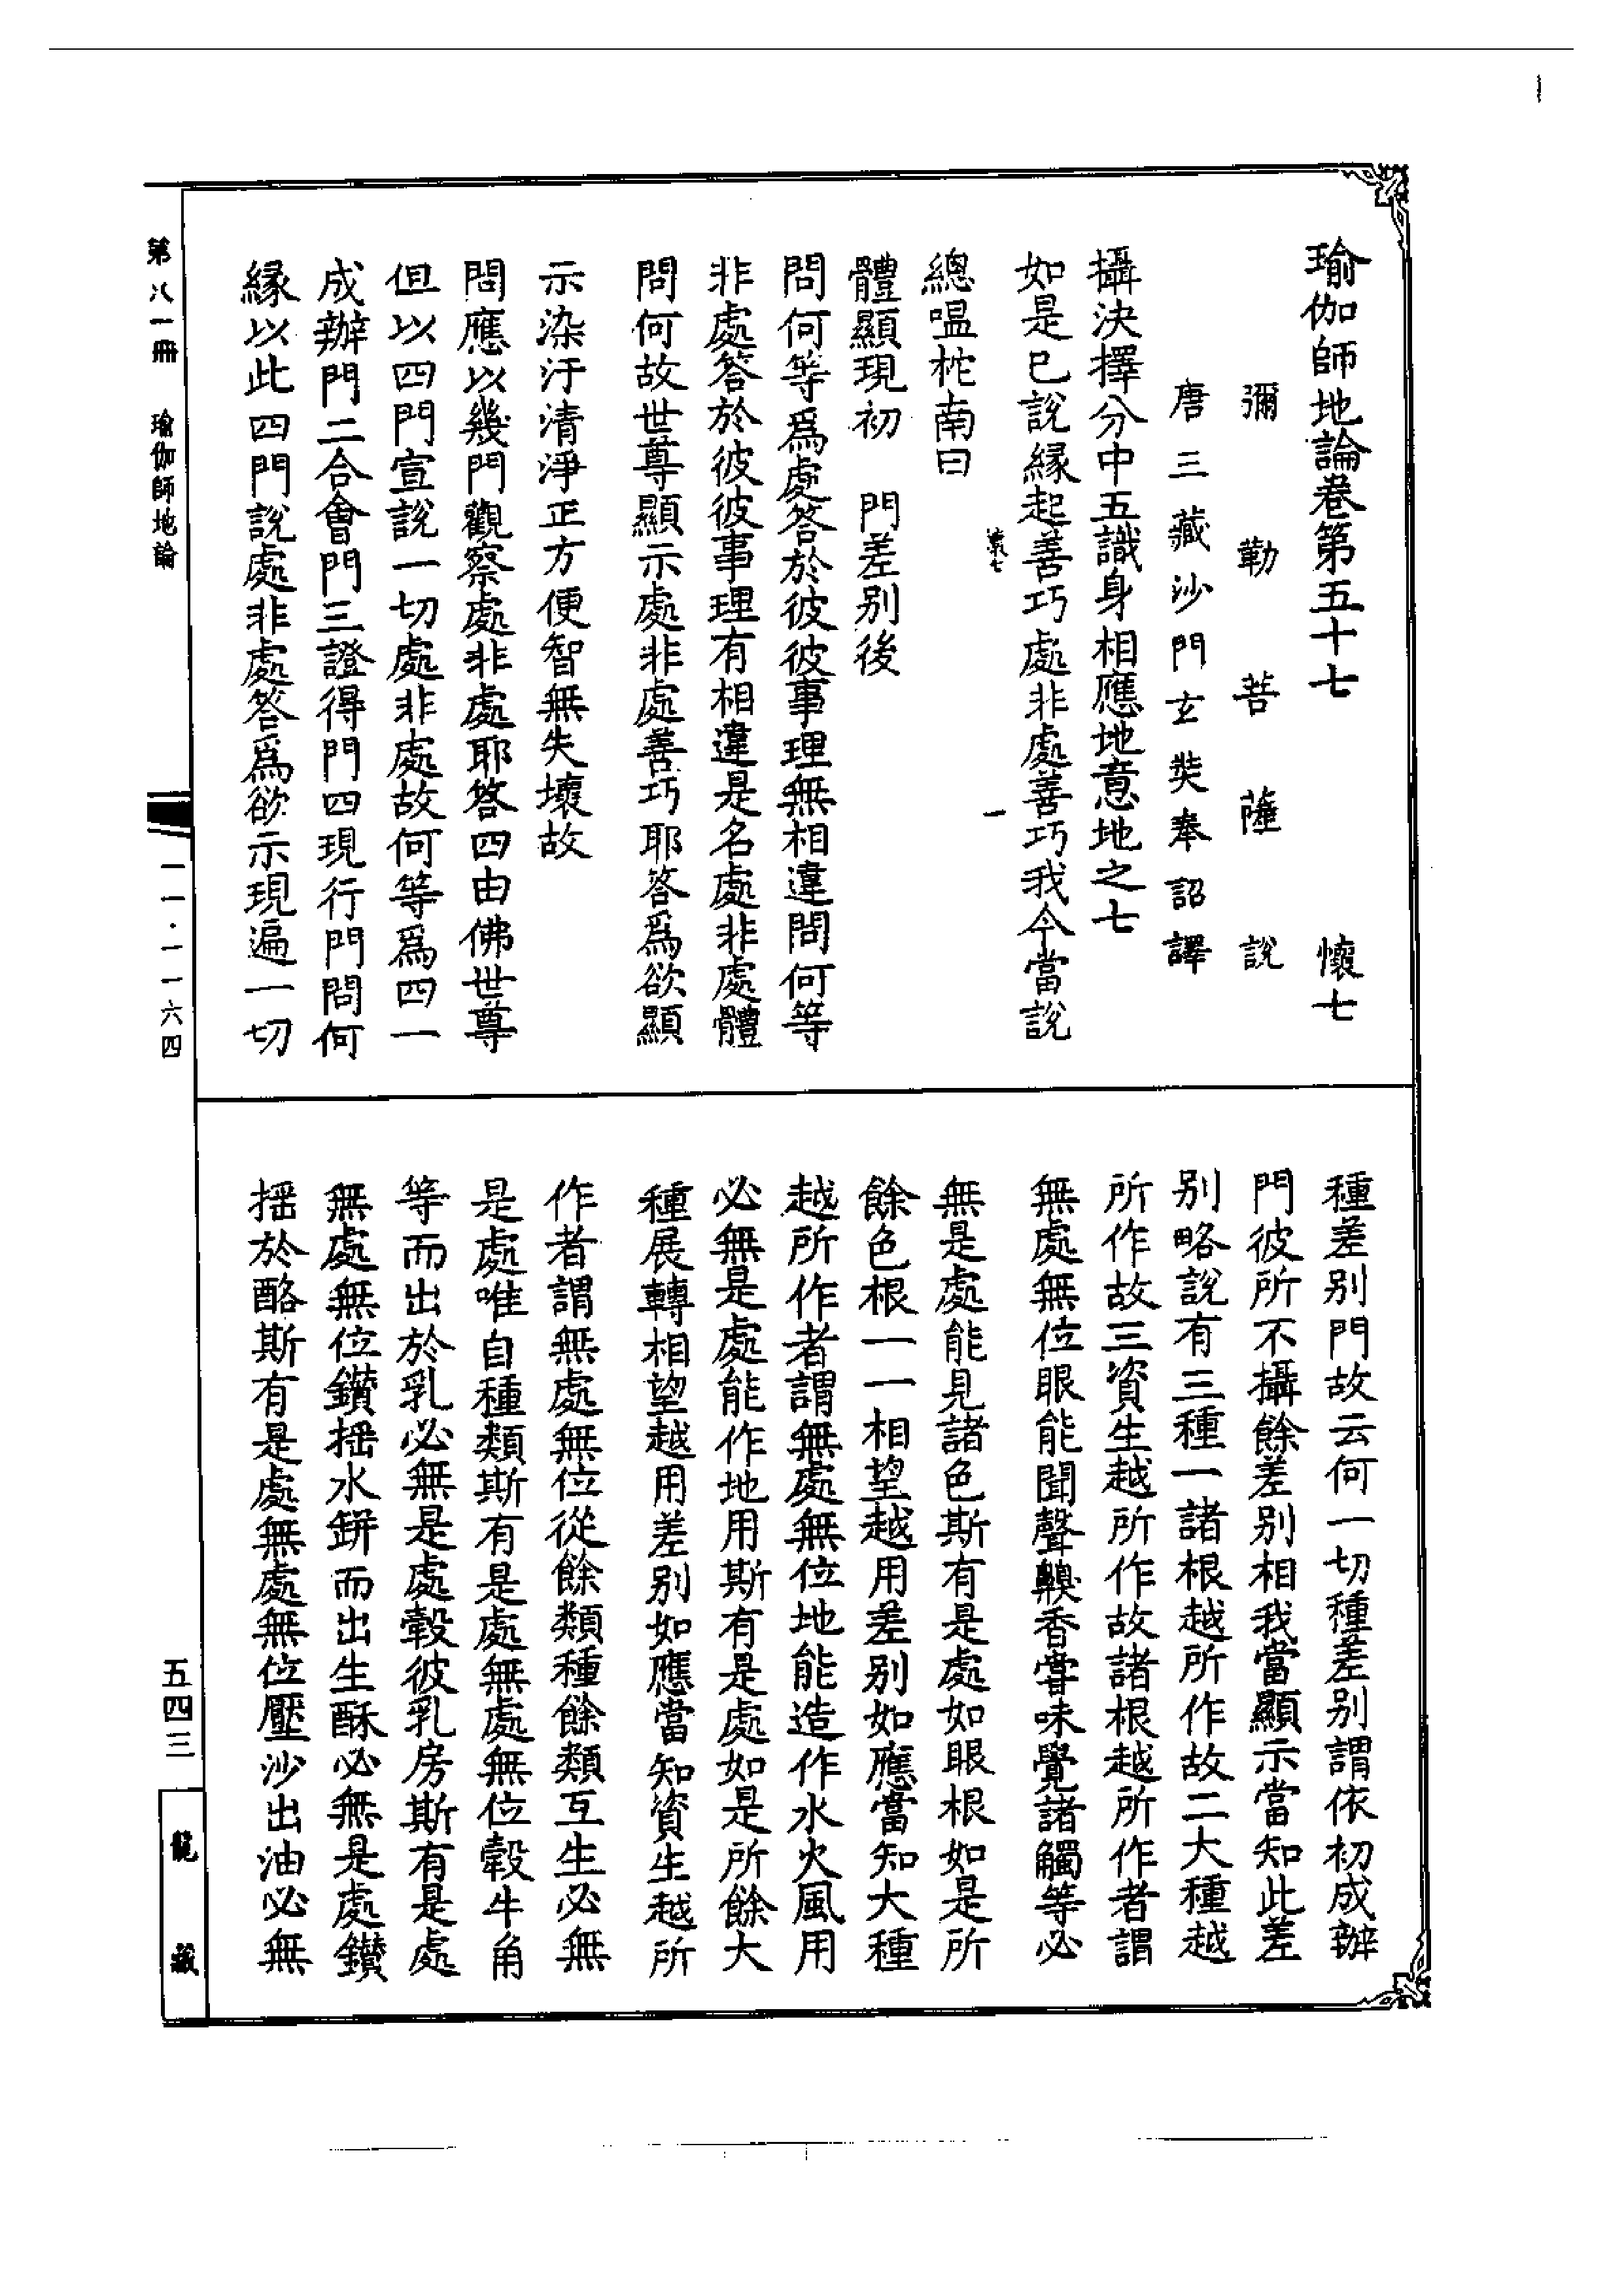 瑜伽師地論卷第五十七 懷七
彌勒菩薩說
唐三藏沙門玄奘奉詔譯
攝決擇分中五識身相應地意地之七
如是已說緣起善巧處非處善巧我今當說
懷七 一
總嗢柁南曰
體顯現初 門差別後
問何等爲處答於彼彼事理無相違問何等
非處答於彼彼事理有相違是名處非處體
問何故世尊顯示處非處善巧耶答爲欲顯
示染汙清淨正方便智無失壞故
問應以幾門觀察處非處耶答四由佛世尊
但以四門宣說一切處非處故何等爲四一
成辦門二合會門三證得門四現行門問何
緣以此四門說處非處答爲欲示現遍一切
種差別門故云何一切種差別謂依初成辦
門彼所不攝餘差別相我當顯示當知此差
別略說有三種一諸根越所作故二大種越
所作故三資生越所作故諸根越所作者謂
無處無位眼能聞聲齅香嘗味覺諸觸等必
無是處能見諸色斯有是處如眼根如是所
餘色根一一相望越用差別如應當知大種
越所作者謂無處無位地能造作水火風用
必無是處能作地用斯有是處如是所餘大
種展轉相望越用差別如應當知資生越所
作者謂無處無位從餘類種餘類互生必無
是處唯自種類斯有是處無處無位𤚲牛角
等而出於乳必無是處𤚲彼乳房斯有是處
無處無位鑽搖水缾而出生酥必無是處鑽
搖於酪斯有是處無處無位壓沙出油必無
第八一冊 瑜伽師地論
一一·一一六四
五四三
龍藏